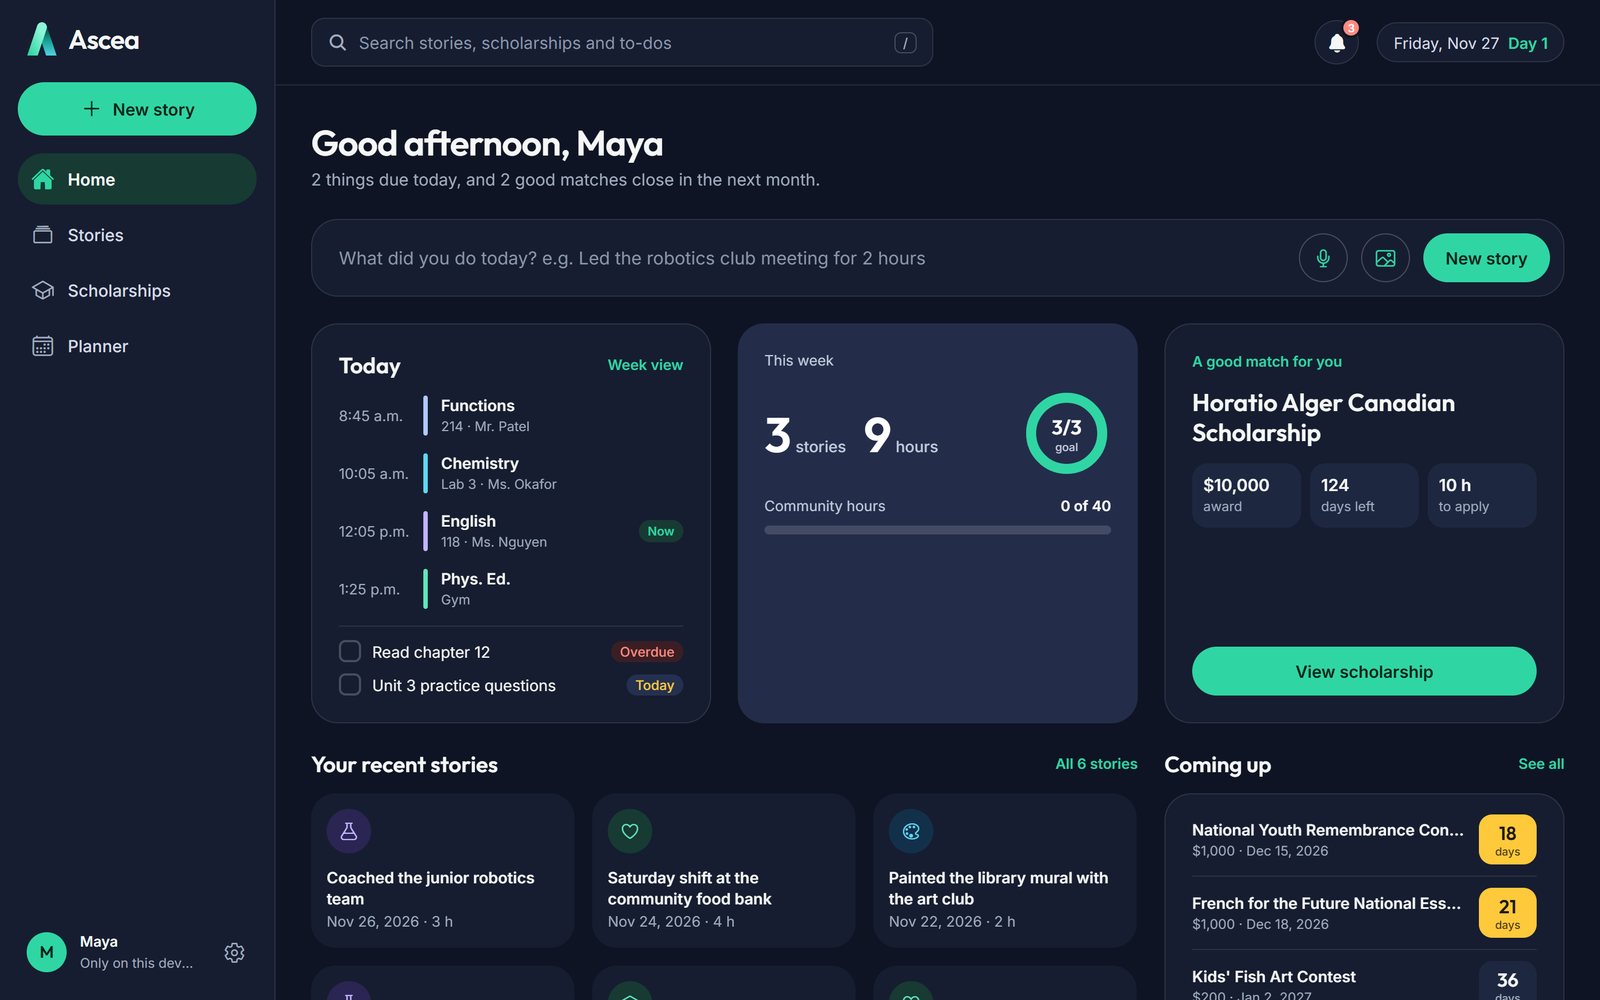 Ascea
Search stories, scholarships and to-dos
/
3
Friday, Nov 27 Day 1
New story
Home
Stories
Scholarships
Planner
Good afternoon, Maya
2 things due today, and 2 good matches close in the next month.
What did you do today? e.g. Led the robotics club meeting for 2 hours
New story
Today
Week view
8:45 a.m.
Functions
214 · Mr. Patel
10:05 a.m.
Chemistry
Lab 3 · Ms. Okafor
12:05 p.m.
English
118 · Ms. Nguyen
Now
1:25 p.m.
Phys. Ed.
Gym
Read chapter 12
Overdue
Unit 3 practice questions
Today
This week
3 stories 9 hours
3/3
goal
Community hours
0 of 40
A good match for you
Horatio Alger Canadian
Scholarship
$10,000
award
124
days left
10 h
to apply
View scholarship
Your recent stories
All 6 stories
Coached the junior robotics
team
Nov 26, 2026 · 3 h
Saturday shift at the
community food bank
Nov 24, 2026 · 4 h
Painted the library mural with
the art club
Nov 22, 2026 · 2 h
Coming up
See all
National Youth Remembrance Con...
$1,000 · Dec 15, 2026
18
days
French for the Future National Ess...
$1,000 · Dec 18, 2026
21
days
Kids' Fish Art Contest
$200 · Jan 2, 2027
36
days
M
Maya
Only on this dev...